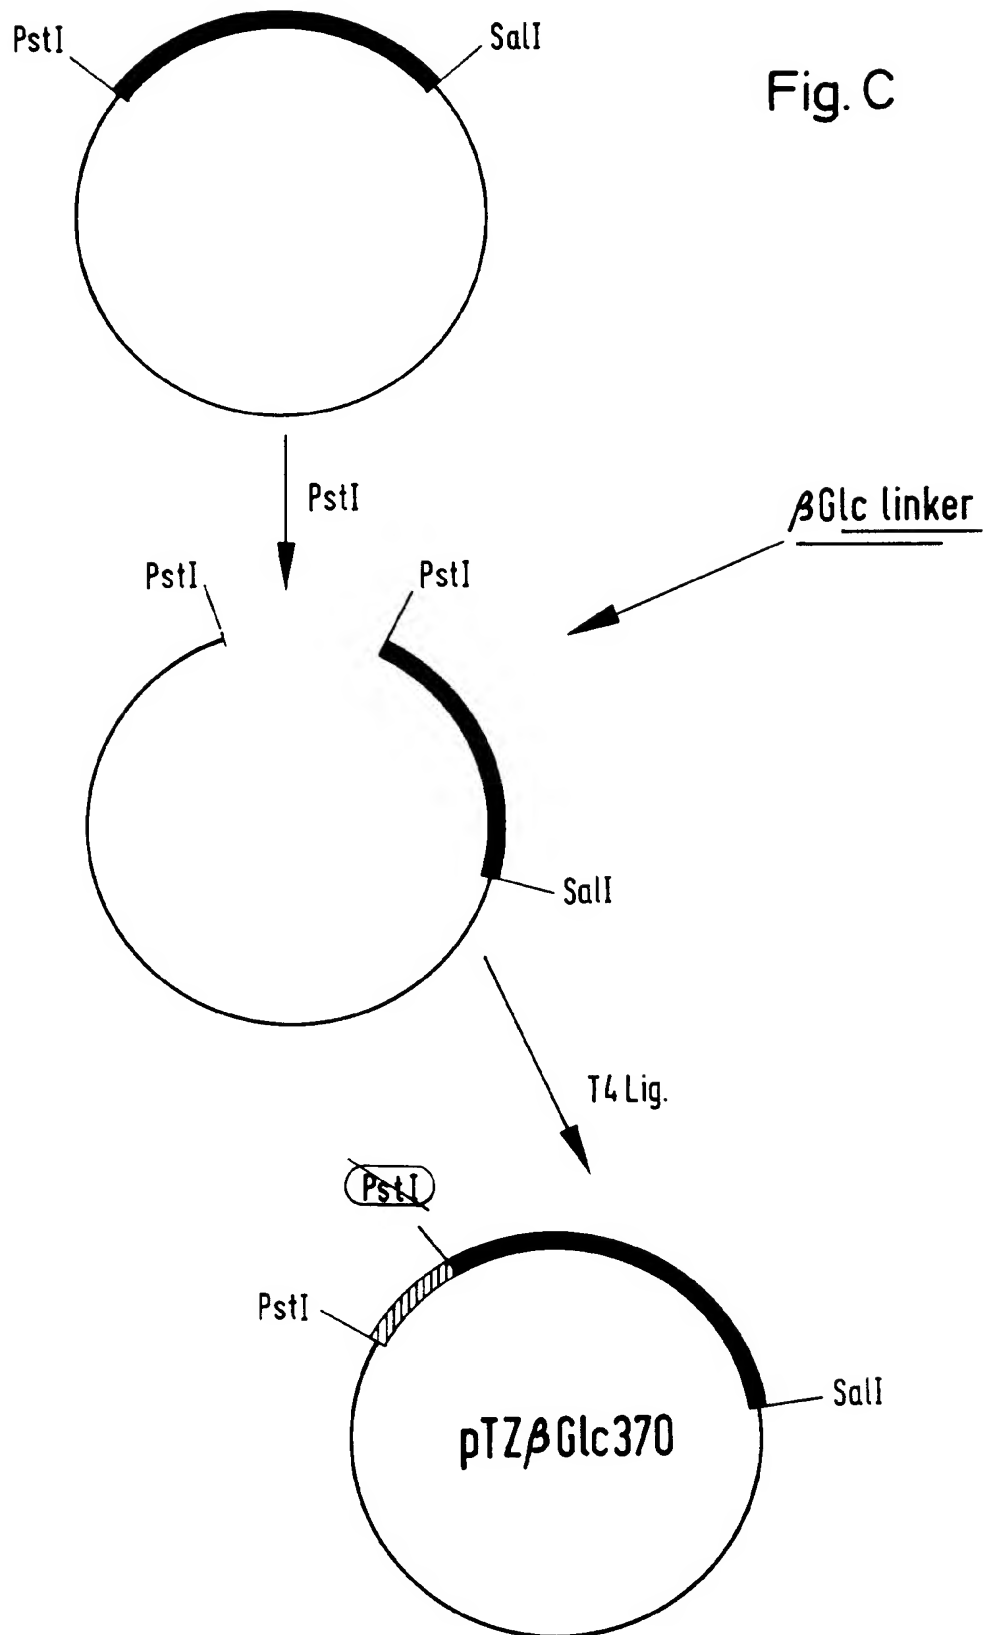 PstI
SalI
Fig. C
PstI
βGlc linker
PstI
PstI
SalI
T4 Lig.
PstI
PstI
SalI
pTZβGlc370